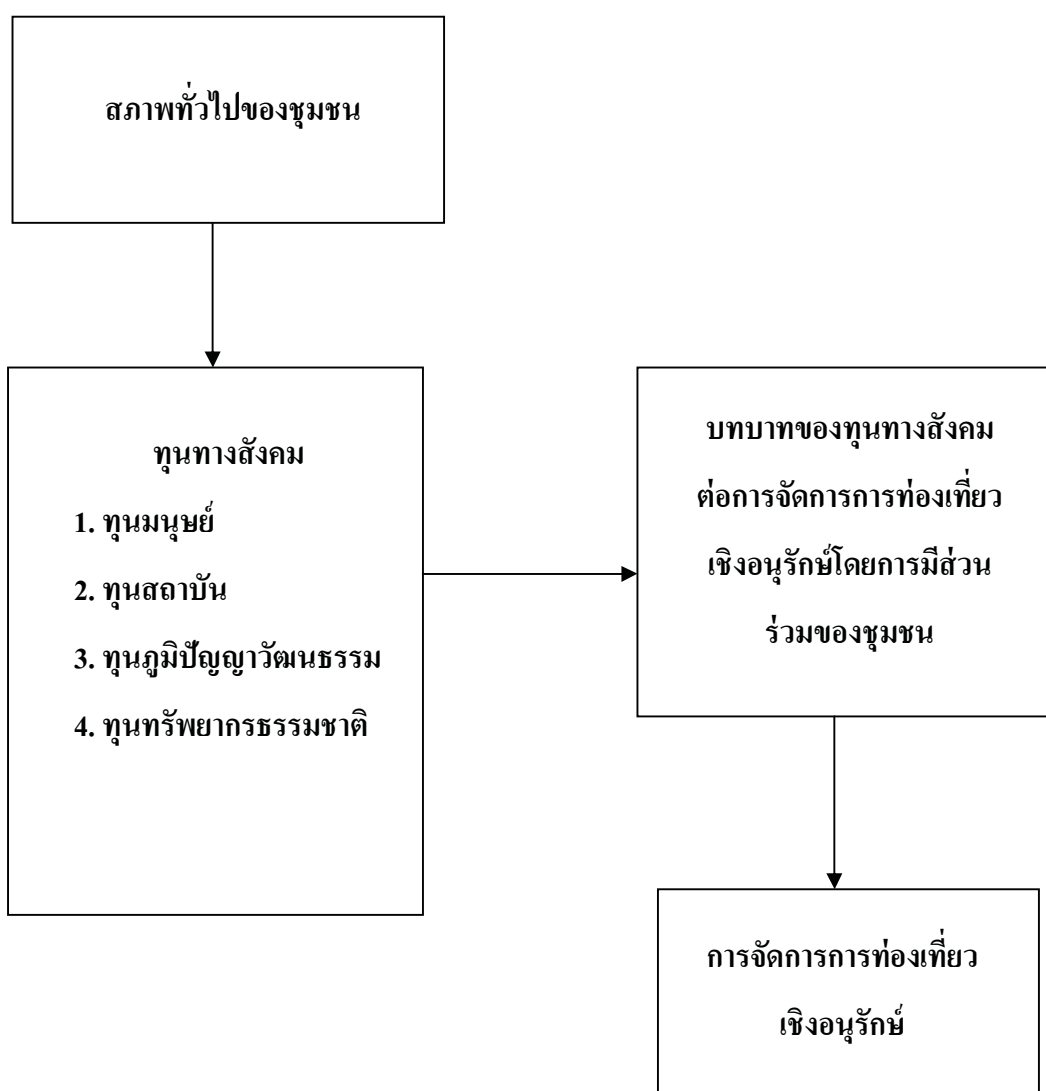 สภาพทั่วไปของชุมชน
ทุนทางสังคม
1. ทุนมนุษย์
2. ทุนสถาบัน
3. ทุนภูมิปัญญาวัฒนธรรม
4. ทุนทรัพยากรธรรมชาติ
บทบาทของทุนทางสังคม
ต่อการจัดการการท่องเที่ยว
เชิงอนุรักษ์โดยการมีส่วน
ร่วมของชุมชน
การจัดการการท่องเที่ยว
เชิงอนุรักษ์